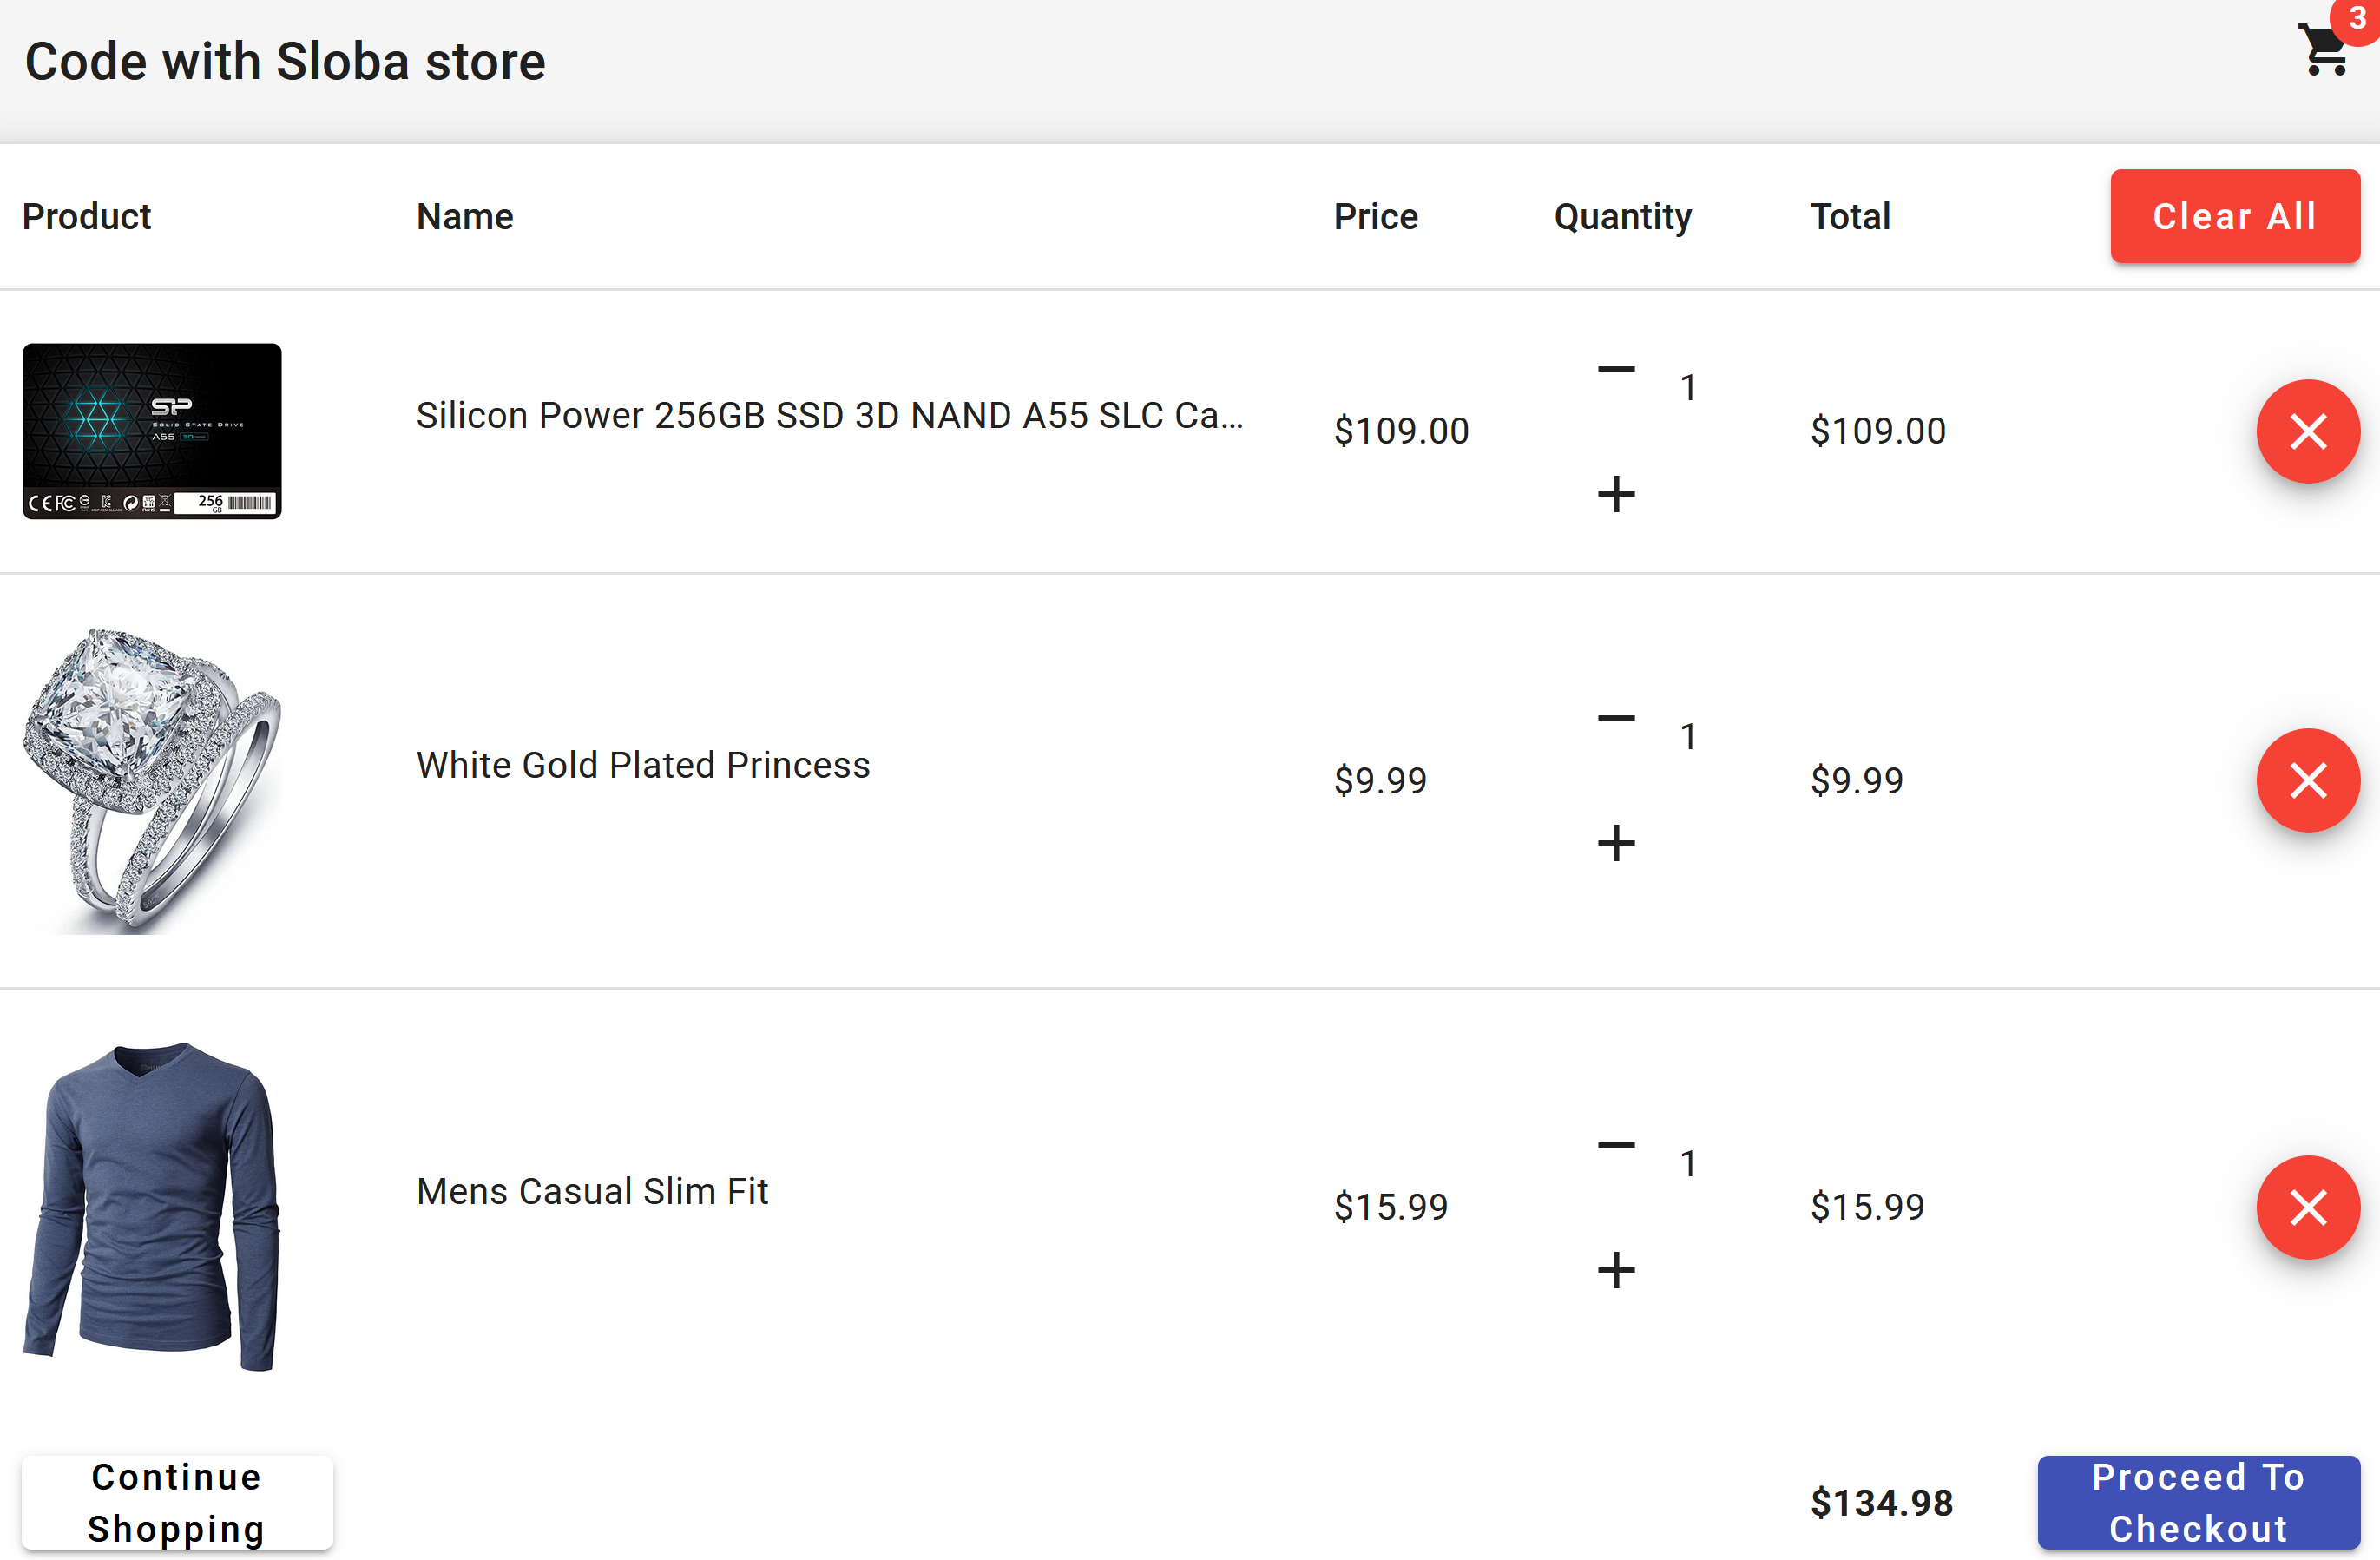 Code with Sloba store
3
Product Name Price Quantity Total Clear All
SP
SOLID STATE DRIVE
A55 3D
256
GB
Silicon Power 256GB SSD 3D NAND A55 SLC Ca... $109.00 1 $109.00
White Gold Plated Princess $9.99 1 $9.99
Mens Casual Slim Fit $15.99 1 $15.99
Continue
Shopping
$134.98
Proceed To
Checkout